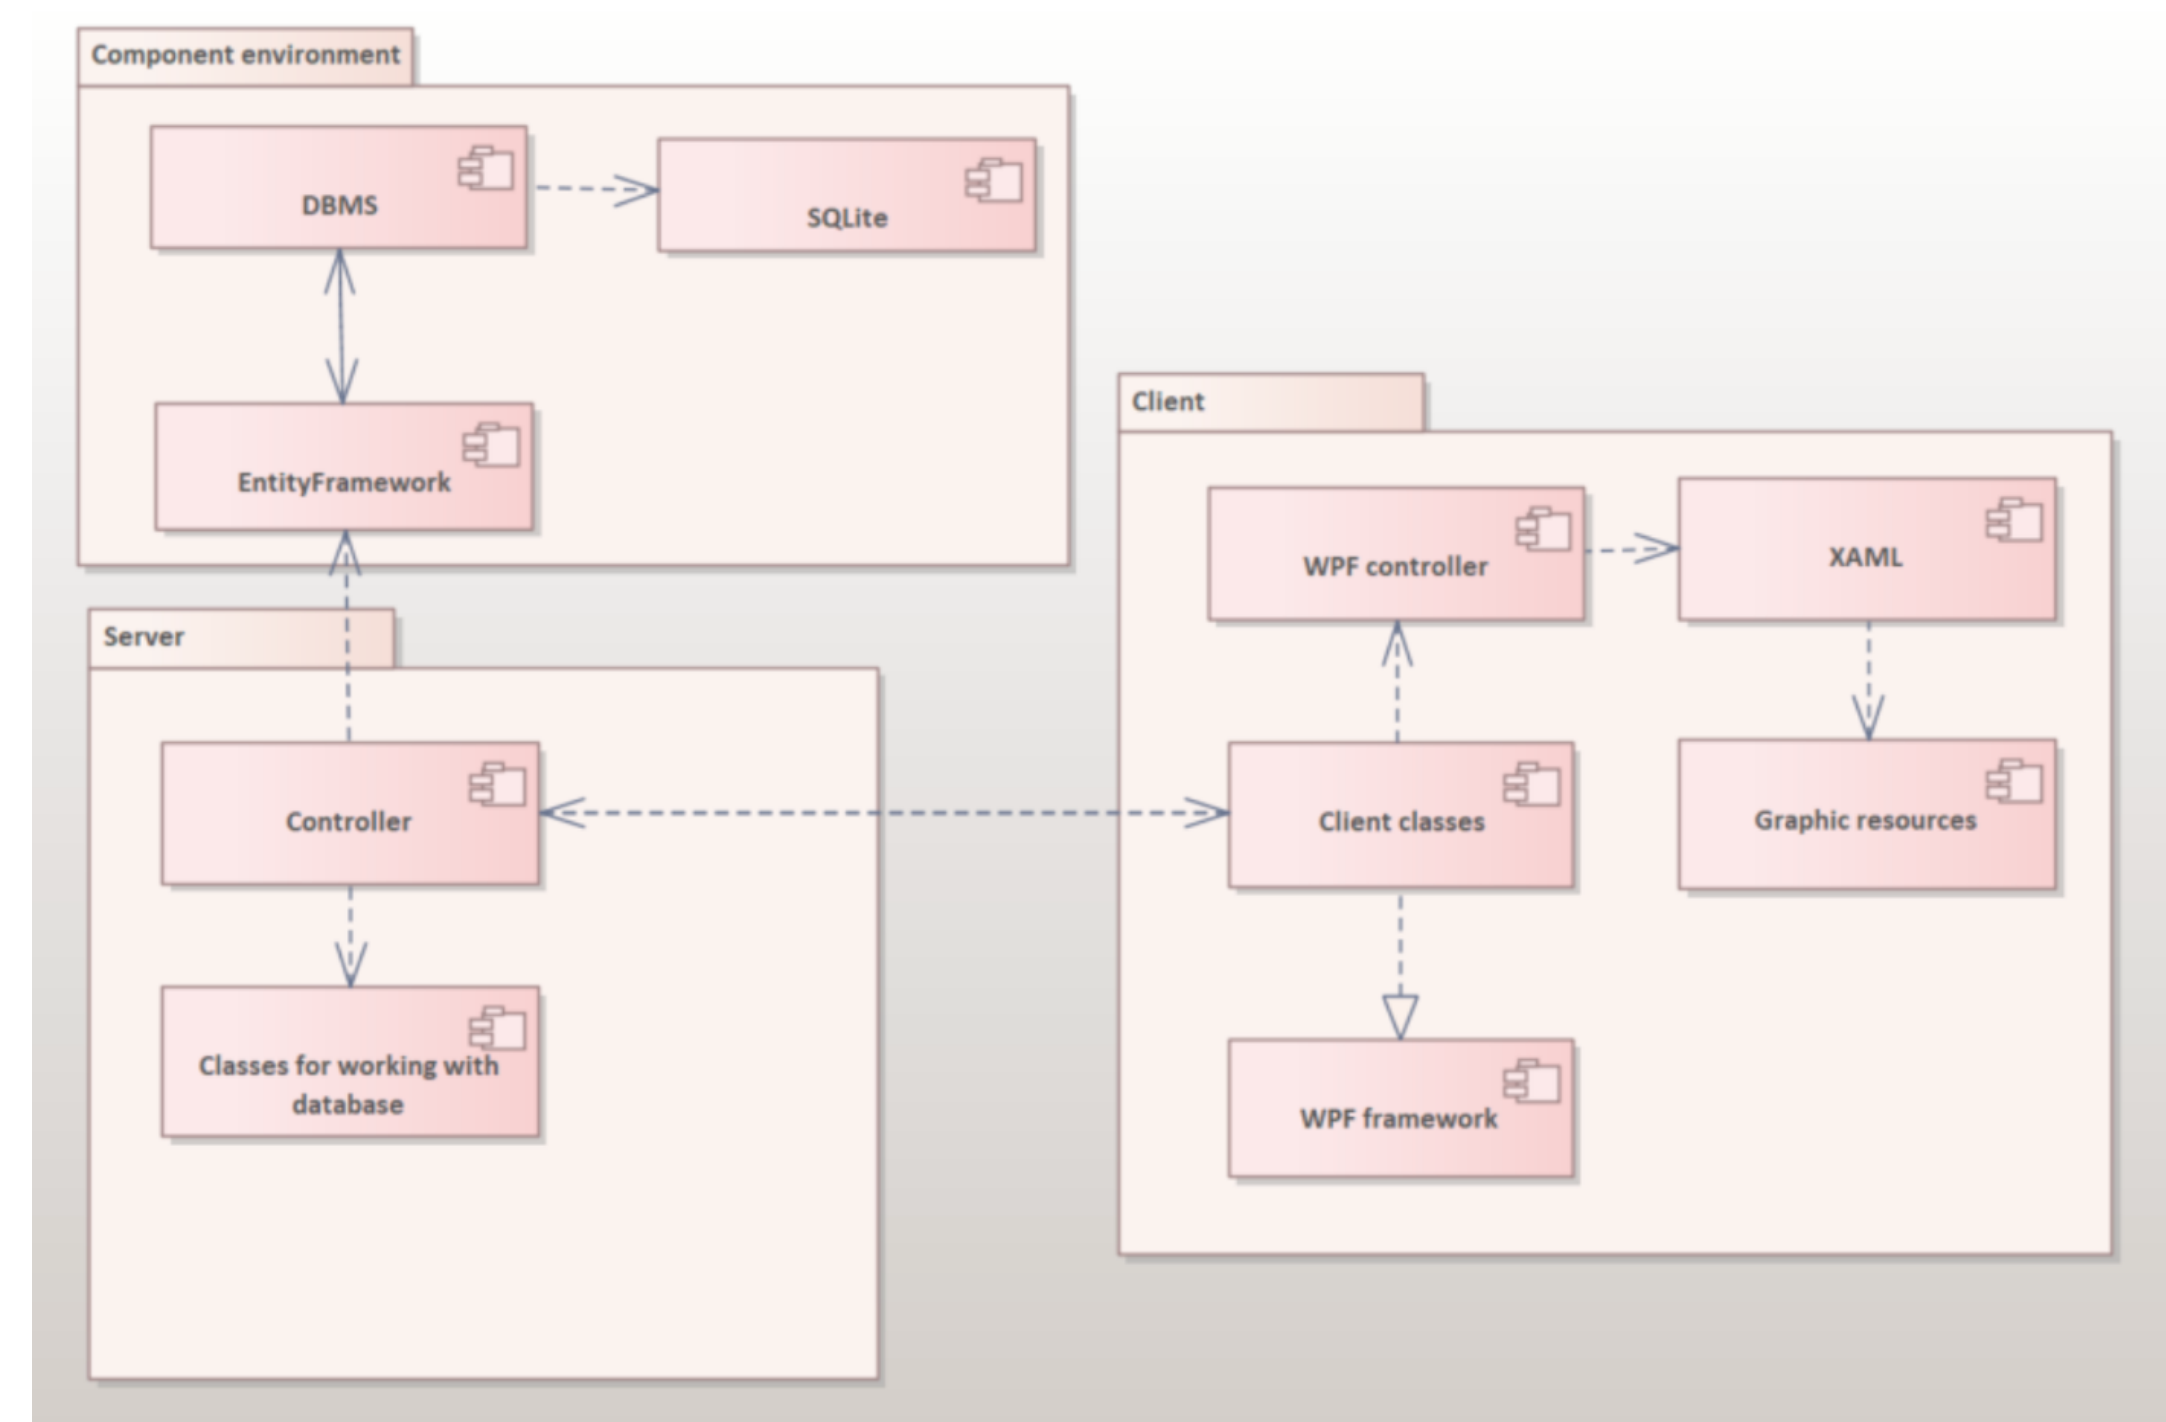 Component environment
DBMS
SQLite
EntityFramework
Server
Controller
Classes for working with
database
Client
WPF controller
XAML
Client classes
Graphic resources
WPF framework